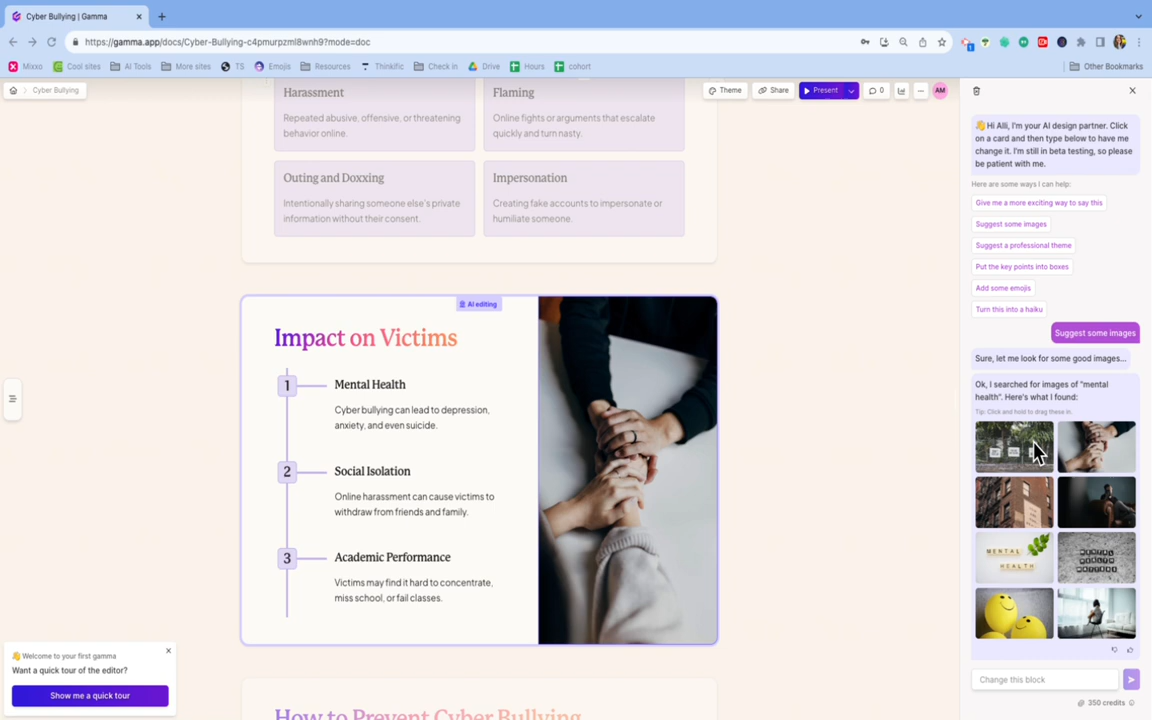 Cyber Bullying | Gamma
https://gamma.app/docs/Cyber-Bullying-c4pmurpzml8wnh9?mode=doc
Mixxo
Cool sites
AI Tools
More sites
TS
Emojis
Resources
Thinkific
Check in
Drive
Hours
cohort
Other Bookmarks
Cyber Bullying
Theme
Share
Present
0
AM
Harassment
Repeated abusive, offensive, or threatening
behavior online.
Flaming
Online fights or arguments that escalate
quickly and turn nasty.
Outing and Doxxing
Intentionally sharing someone else's private
information without their consent.
Impersonation
Creating fake accounts to impersonate or
humiliate someone.
AI editing
Impact on Victims
1
Mental Health
Cyber bullying can lead to depression,
anxiety, and even suicide.
2
Social Isolation
Online harassment can cause victims to
withdraw from friends and family.
3
Academic Performance
Victims may find it hard to concentrate,
miss school, or fail classes.
How to Prevent Cyber Bullying
👋 Welcome to your first gamma
Want a quick tour of the editor?
Show me a quick tour
👋 Hi Alli, I'm your AI design partner. Click
on a card and then type below to have me
change it. I'm still in beta testing, so please
be patient with me.
Here are some ways I can help:
Give me a more exciting way to say this
Suggest some images
Suggest a professional theme
Put the key points into boxes
Add some emojis
Turn this into a haiku
Suggest some images
Sure, let me look for some good images...
Ok, I searched for images of "mental
health". Here's what I found:
Tip: Click and hold to drag these in.
MENTAL
HEALTH
MENTAL
HEALTH
MATTERS
Change this block
350 credits